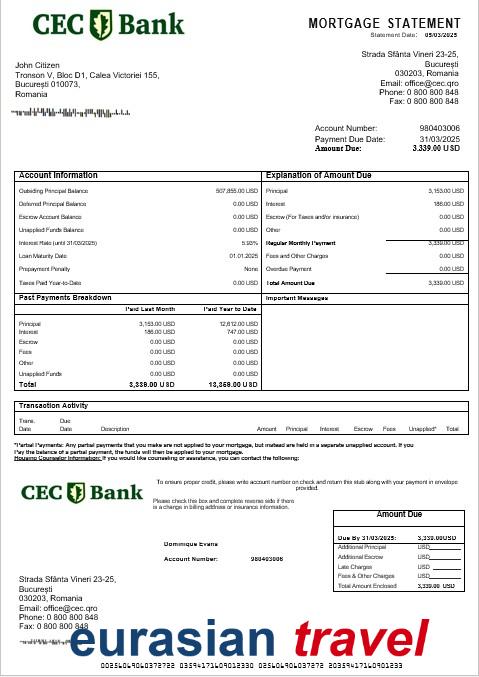 CEC Bank
MORTGAGE STATEMENT
Statement Date: 05/03/2025
Strada Sfânta Vineri 23-25,
București
030203, Romania
Email: office@cec.qro
Phone: 0 800 800 848
Fax: 0 800 800 848
John Citizen
Tronson V, Bloc D1, Calea Victoriei 155,
București 010073,
Romania
Account Number: 980403006
Payment Due Date: 31/03/2025
Amount Due: 3,339.00 USD
Account Information
Outsiding Principal Balance 507,855.00 USD
Deferred Principal Balance 0.00 USD
Escrow Account Balance 0.00 USD
Unapplied Funds Balance 0.00 USD
Interest Rate (until 31/03/2025) 5.93%
Loan Maturity Date 01.01.2025
Prepayment Penalty None
Taxes Paid Year-to-Date 0.00 USD
Explanation of Amount Due
Principal 3,153.00 USD
Interest 186.00 USD
Escrow (For Taxes and/or insurance) 0.00 USD
Other 0.00 USD
Regular Monthly Payment 3,339.00 USD
Fees and Other Charges 0.00 USD
Overdue Payment 0.00 USD
Total Amount Due 3,339.00 USD
Past Payments Breakdown
Paid Last Month Paid Year to Date
Principal 3,153.00 USD 12,612.00 USD
Interest 186.00 USD 747.00 USD
Escrow 0.00 USD 0.00 USD
Fees 0.00 USD 0.00 USD
Other 0.00 USD 0.00 USD
Unapplied Funds 0.00 USD 0.00 USD
Total 3,339.00 USD 13,359.00 USD
Important Messages
Transaction Activity
Trans. Date Due Date Description Amount Principal Interest Escrow Fees Unapplied* Total
*Partial Payments: Any partial payments that you make are not applied to your mortgage, but instead are held in a separate unapplied account. If you
Pay the balance of a partial payment, the funds will then be applied to your mortgage.
Housing Counselor Information: If you would like counseling or assistance, you can contact the following:
CEC Bank
To ensure proper credit, please write account number on check and return this stub along with your payment in envelope
provided.
Please check this box and complete reverse side if there
is a change in billing address or insurance information.
Dominique Evans
Account Number: 980403006
Amount Due
Due By 31/03/2025: 3,339.00USD
Additional Principal USD
Additional Escrow USD
Late Charges USD
Fees & Other Charges USD
Total Amount Enclosed 3,339.00 USD
Strada Sfânta Vineri 23-25,
București
030203, Romania
Email: office@cec.qro
Phone: 0 800 800 848
Fax: 0 800 800 848
eurasian travel